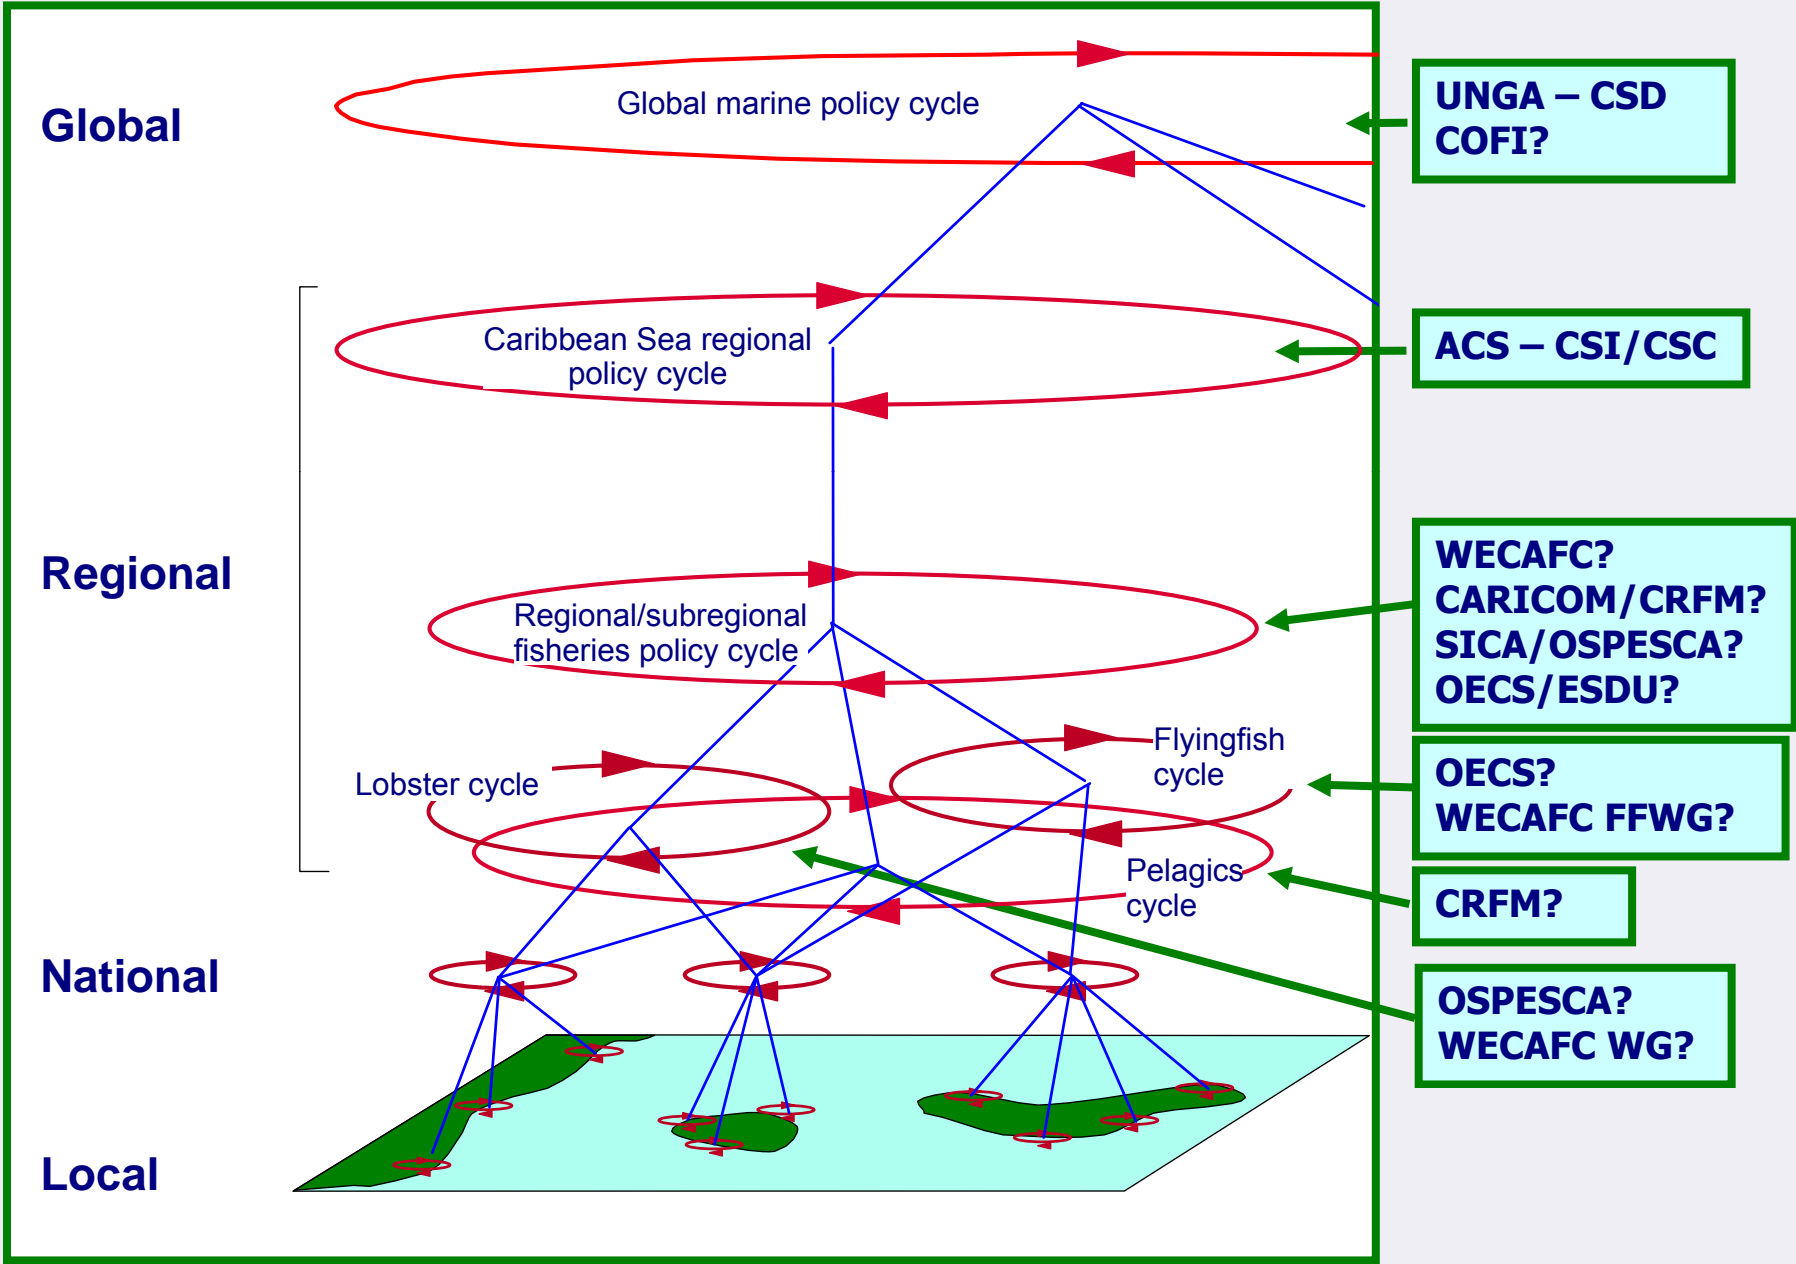 Global
Global marine policy cycle
UNGA – CSD
COFI?
Caribbean Sea regional
policy cycle
ACS – CSI/CSC
Regional
Regional/subregional
fisheries policy cycle
WECAFC?
CARICOM/CRFM?
SICA/OSPESCA?
OECS/ESDU?
Lobster cycle
Flyingfish
cycle
OECS?
WECAFC FFWG?
Pelagics
cycle
CRFM?
National
OSPESCA?
WECAFC WG?
Local